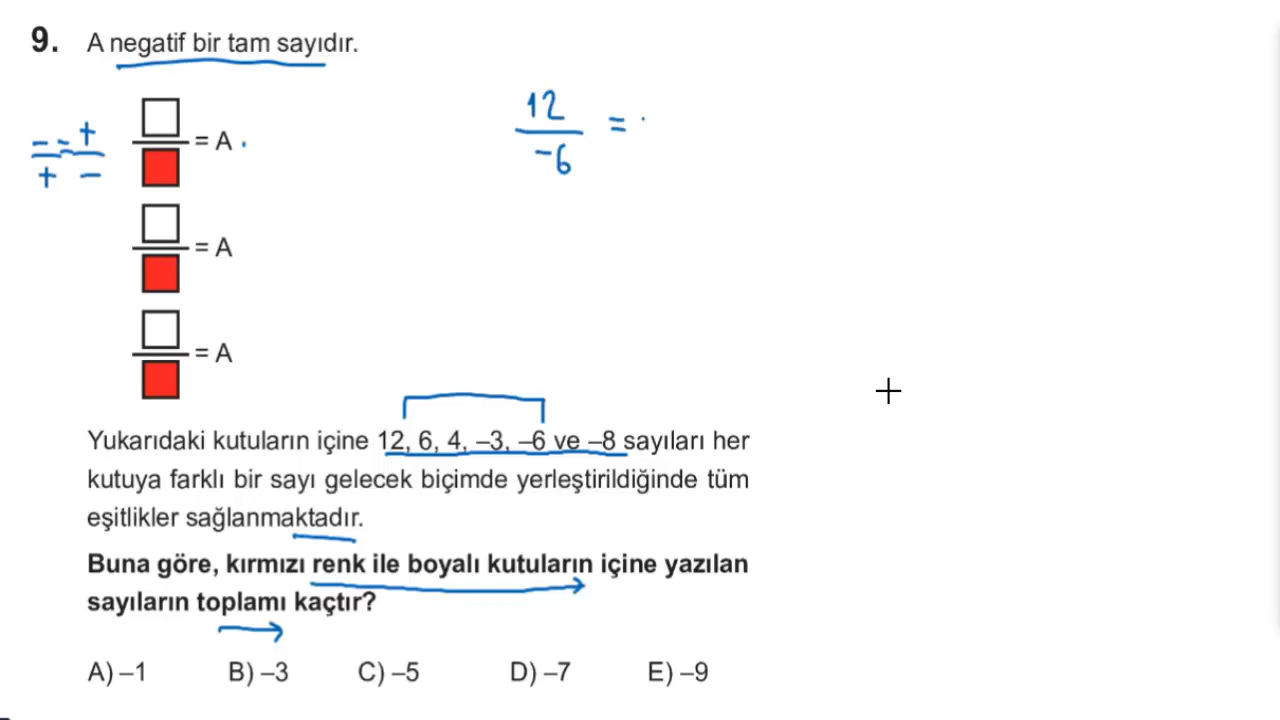 9. A negatif bir tam sayıdır.
= A
12
-6
=
- = +
+ -
= A
= A
Yukarıdaki kutuların içine 12, 6, 4, –3, –6 ve –8 sayıları her
kutuya farklı bir sayı gelecek biçimde yerleştirildiğinde tüm
eşitlikler sağlanmaktadır.
Buna göre, kırmızı renk ile boyalı kutuların içine yazılan
sayıların toplamı kaçtır?
A) –1 B) –3 C) –5 D) –7 E) –9